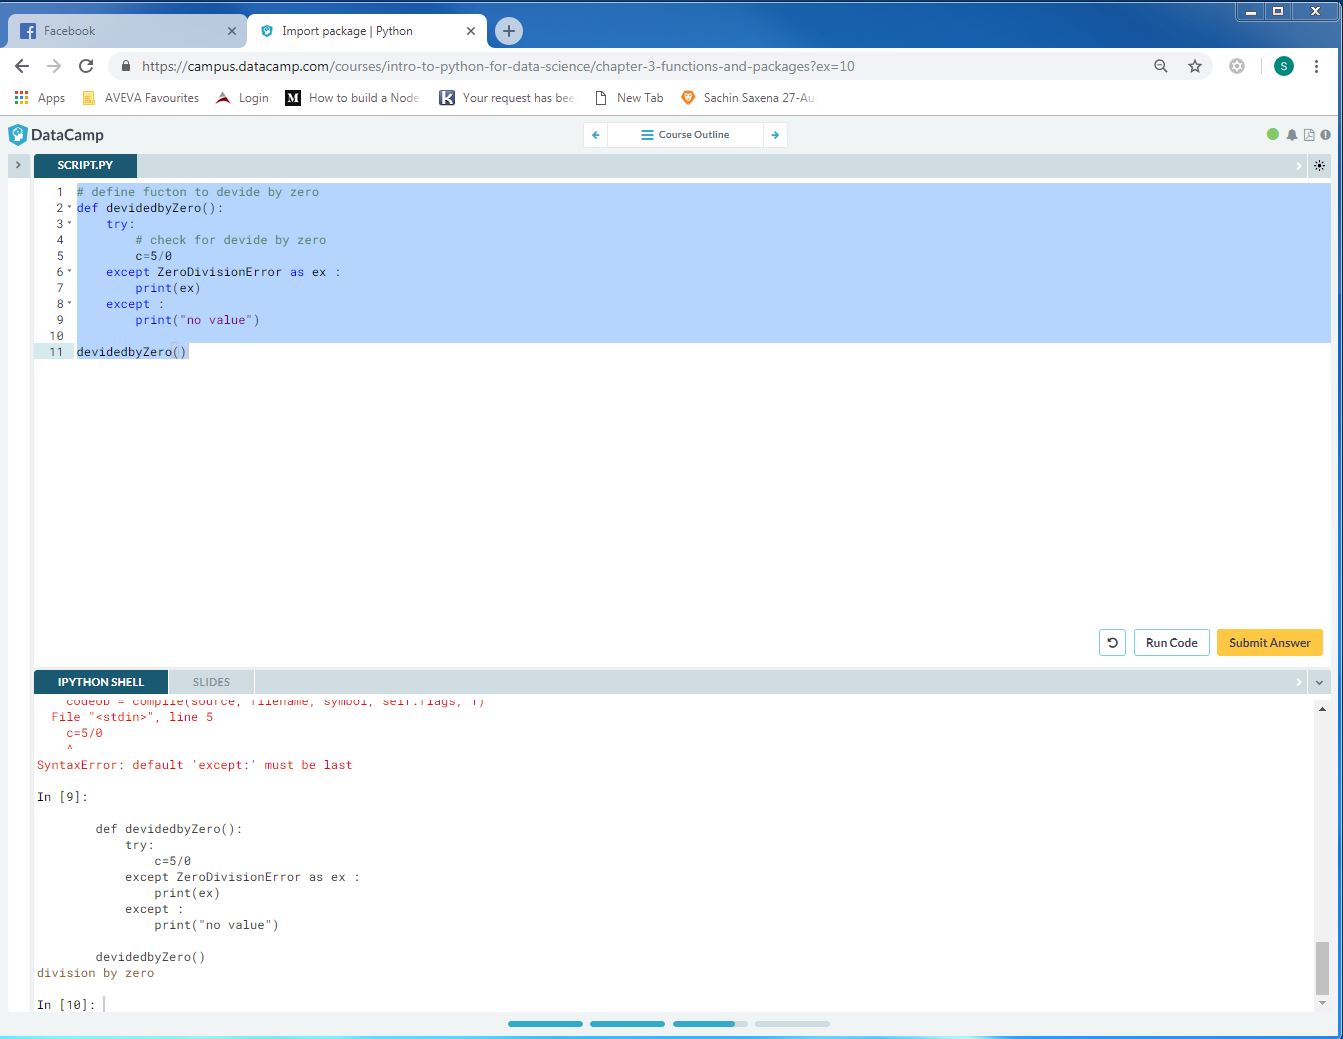 Facebook
Import package | Python
https://campus.datacamp.com/courses/intro-to-python-for-data-science/chapter-3-functions-and-packages?ex=10
S
Apps
AVEVA Favourites
Login
M
How to build a Node
K
Your request has bee
New Tab
Sachin Saxena 27-Au
DataCamp
Course Outline
SCRIPT.PY
1 # define fucton to devide by zero
2 def devidedbyZero():
3 try:
4 # check for devide by zero
5 c=5/0
6 except ZeroDivisionError as ex :
7 print(ex)
8 except :
9 print("no value")
10
11 devidedbyZero()
Run Code
Submit Answer
IPYTHON SHELL
SLIDES
codeob = compile(source, filename, symbol, self.flags, 1)
File "<stdin>", line 5
c=5/0
^
SyntaxError: default 'except:' must be last
In [9]:
def devidedbyZero():
try:
c=5/0
except ZeroDivisionError as ex :
print(ex)
except :
print("no value")
devidedbyZero()
division by zero
In [10]: